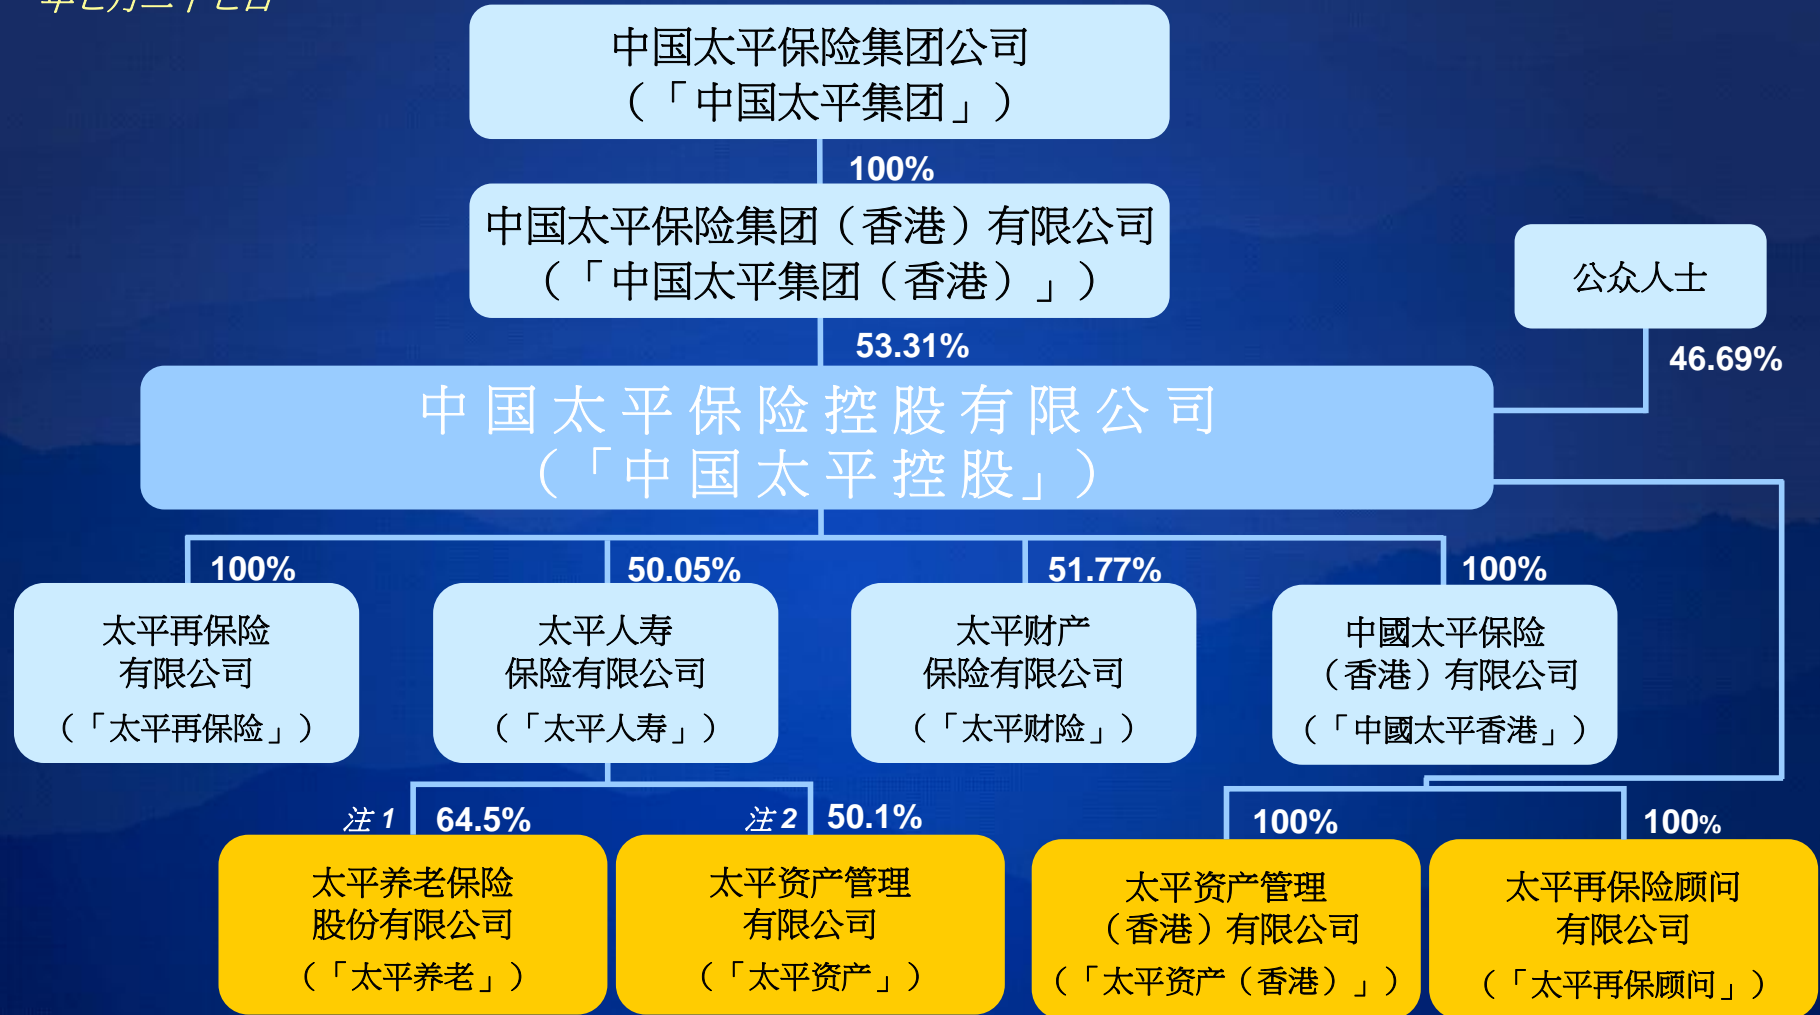 中国太平保险集团公司
（「中国太平集团」）
100%
中国太平保险集团（香港）有限公司
（「中国太平集团（香港）」）
公众人士
53.31%
46.69%
中国太平保险控股有限公司
（「中国太平控股」）
100%
50.05%
51.77%
100%
太平再保险
有限公司
（「太平再保险」）
太平人寿
保险有限公司
（「太平人寿」）
太平财产
保险有限公司
（「太平财险」）
中國太平保险
（香港）有限公司
（「中國太平香港」）
注1 64.5%
注2 50.1%
100%
100%
太平养老保险
股份有限公司
（「太平养老」）
太平资产管理
有限公司
（「太平资产」）
太平资产管理
（香港）有限公司
（「太平资产（香港）」）
太平再保险顾问
有限公司
（「太平再保顾问」）